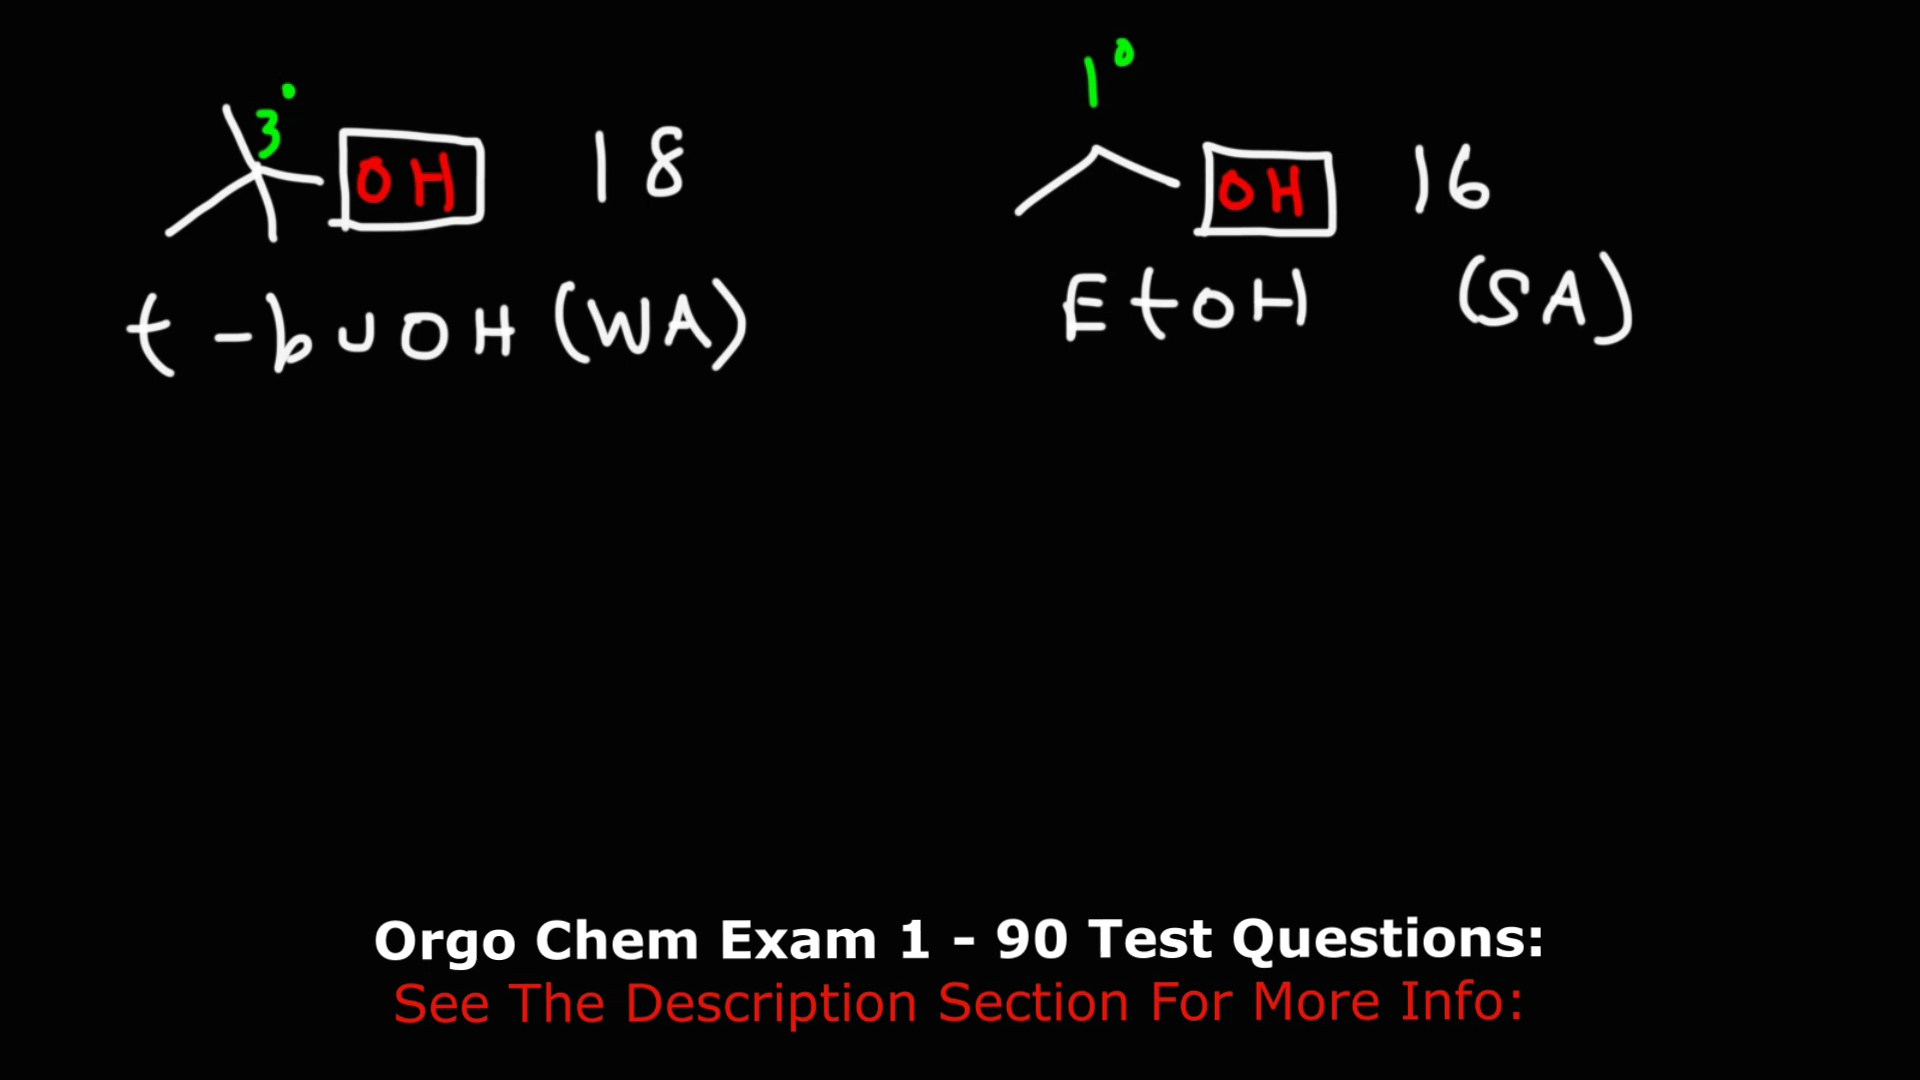 3° OH 18
t-buOH (WA)
1° OH 16
EtOH (SA)
Orgo Chem Exam 1 - 90 Test Questions:
See The Description Section For More Info: